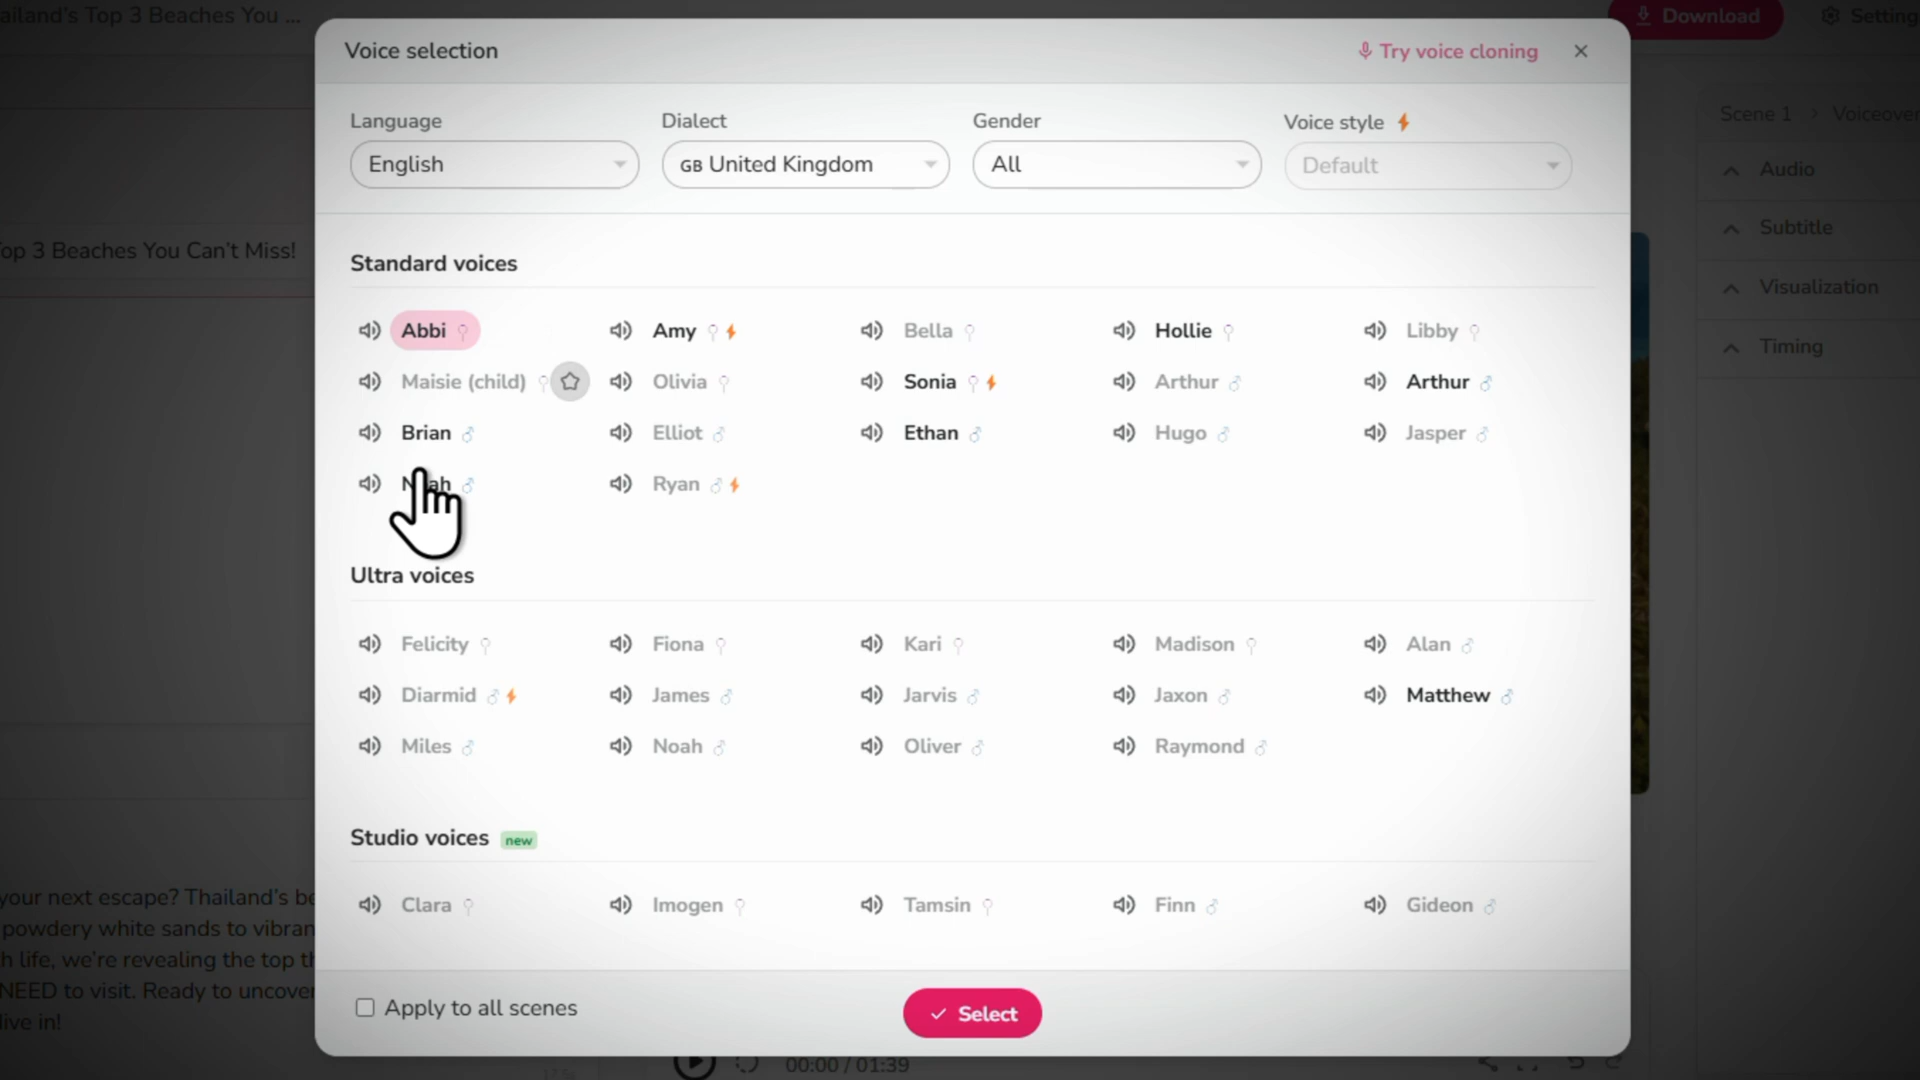 ailand's Top 3 Beaches You ...
Download
Setting
Voice selection
Try voice cloning
Language
Dialect
Gender
Voice style
English
GB United Kingdom
All
Default
Scene 1 > Voiceover
Audio
Subtitle
Visualization
Timing
op 3 Beaches You Can't Miss!
Standard voices
Abbi
Amy
Bella
Hollie
Libby
Maisie (child)
Olivia
Sonia
Arthur
Arthur
Brian
Elliot
Ethan
Hugo
Jasper
Ryan
Ultra voices
Felicity
Fiona
Kari
Madison
Alan
Diarmid
James
Jarvis
Jaxon
Matthew
Miles
Noah
Oliver
Raymond
Studio voices new
Clara
Imogen
Tamsin
Finn
Gideon
your next escape? Thailand's be
powdery white sands to vibran
h life, we're revealing the top th
NEED to visit. Ready to uncover
ive in!
Apply to all scenes
Select
00:00 / 01:39